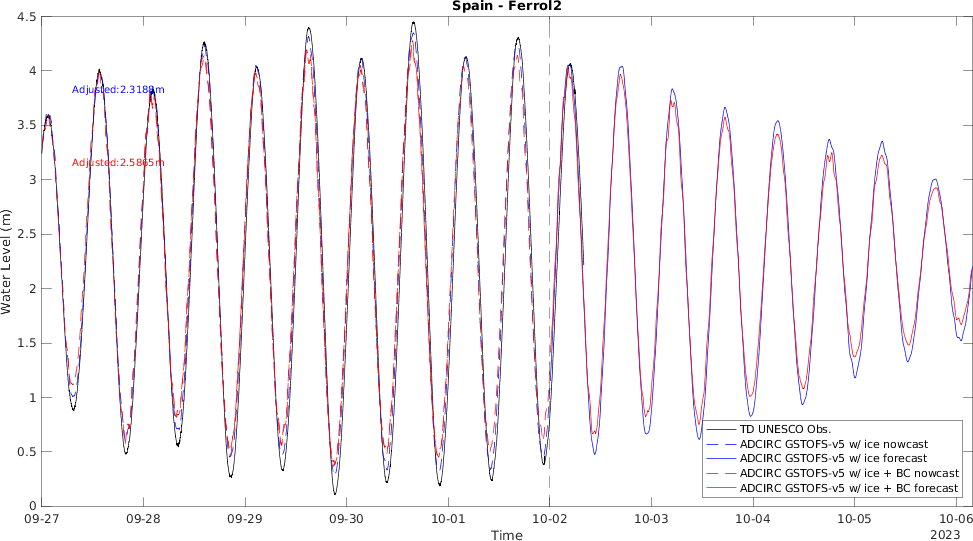 Spain - Ferrol2
4.5
4
3.5
3
2.5
2
1.5
1
0.5
0
Water Level (m)
Adjusted:2.3188m
Adjusted:2.5865m
TD UNESCO Obs.
ADCIRC GSTOFS-v5 w/ ice nowcast
ADCIRC GSTOFS-v5 w/ ice forecast
ADCIRC GSTOFS-v5 w/ ice + BC nowcast
ADCIRC GSTOFS-v5 w/ ice + BC forecast
09-27 09-28 09-29 09-30 10-01 10-02 10-03 10-04 10-05 10-06
Time
2023